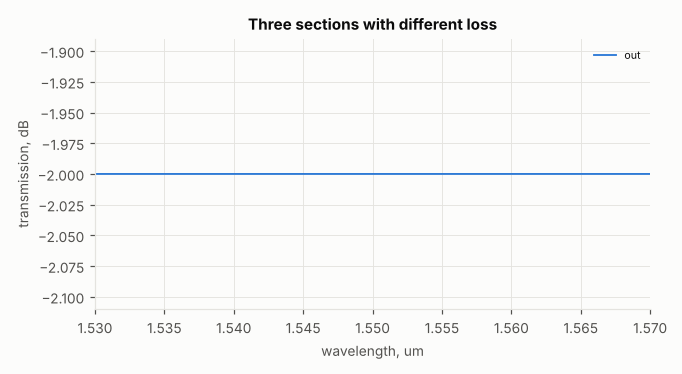 Three sections with different loss
out
transmission, dB
−1.900
−1.925
−1.950
−1.975
−2.000
−2.025
−2.050
−2.075
−2.100
1.530 1.535 1.540 1.545 1.550 1.555 1.560 1.565 1.570
wavelength, um